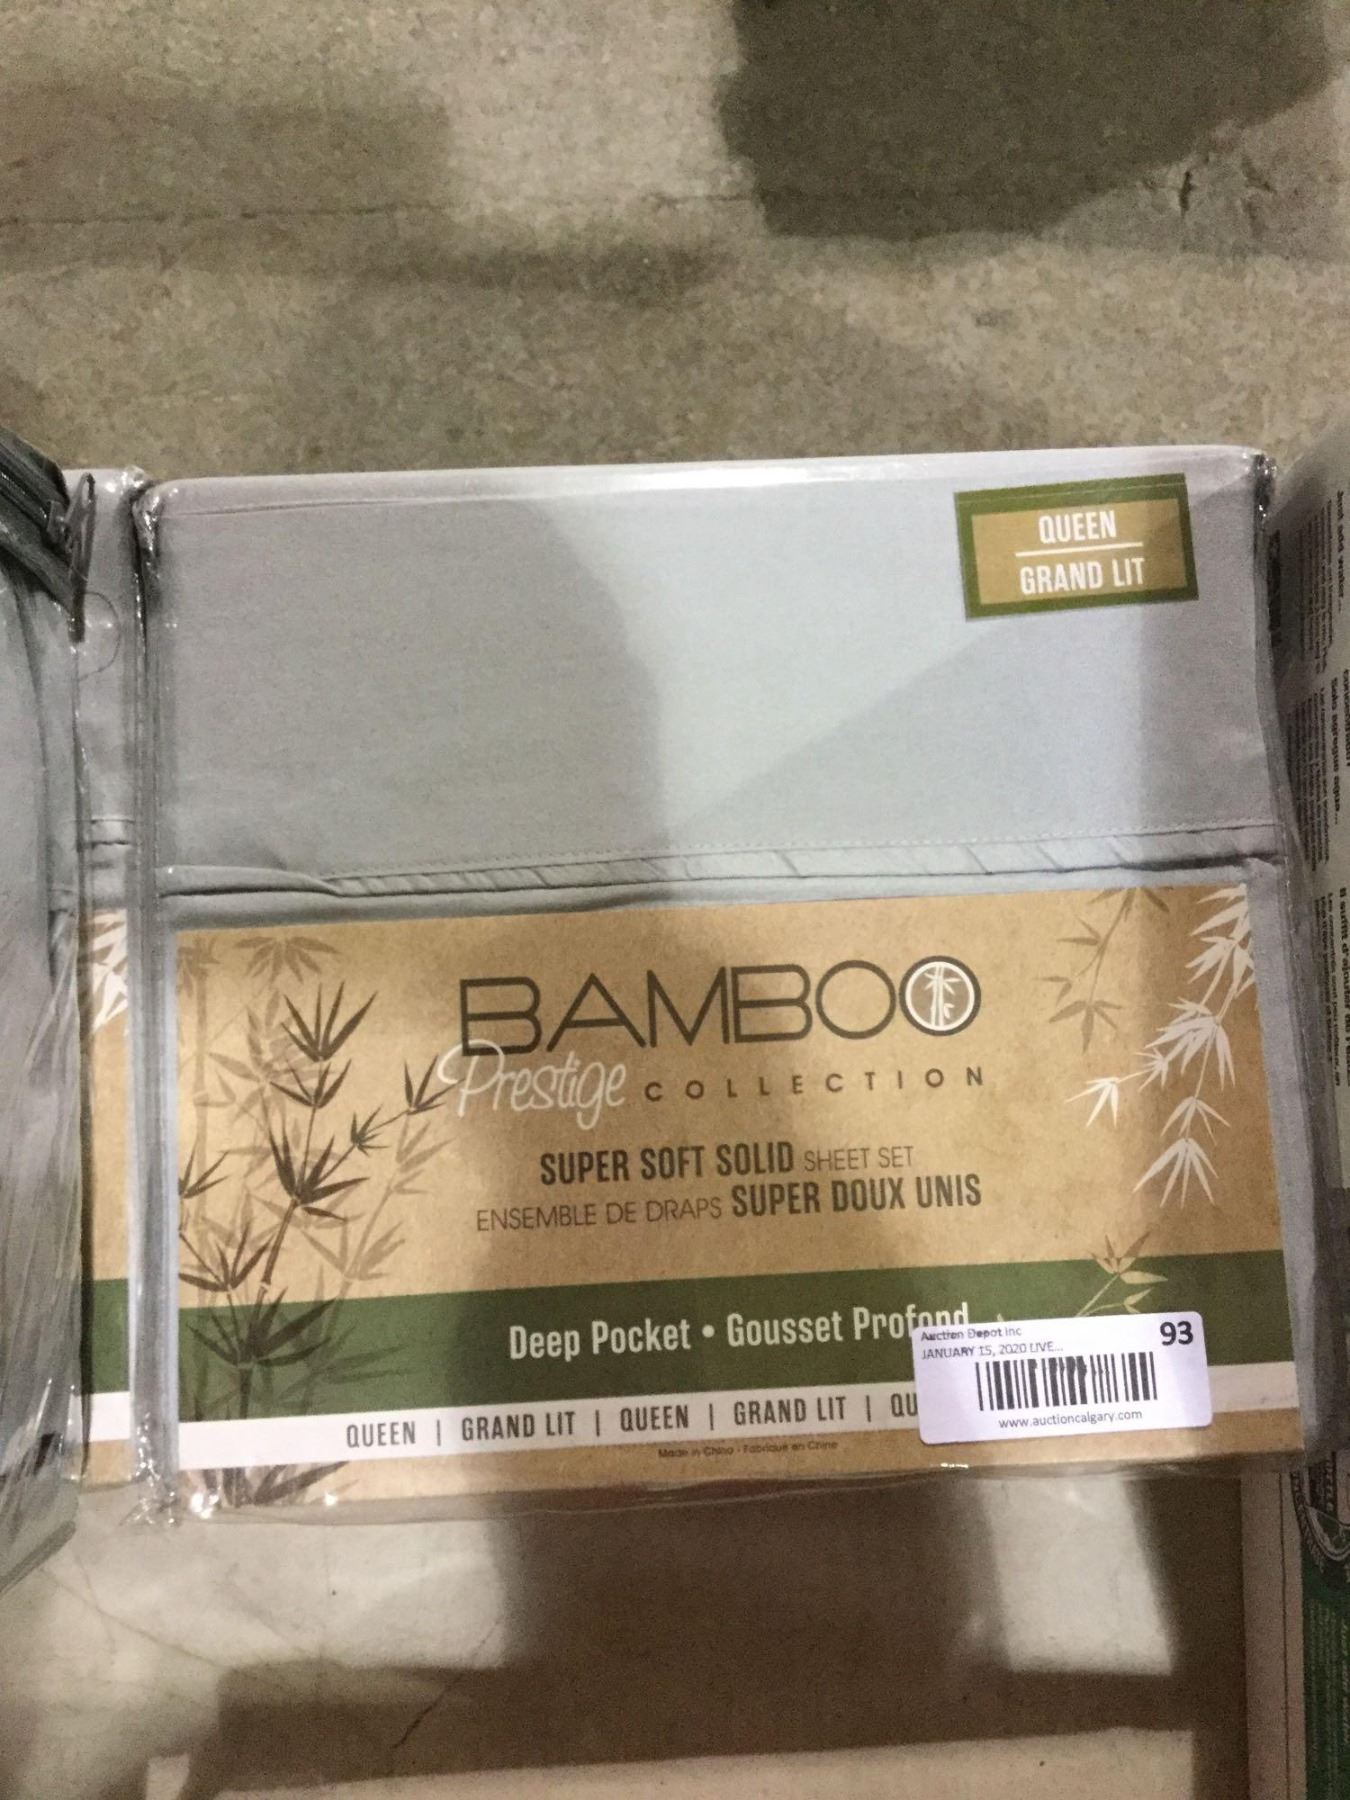 QUEEN
GRAND LIT
BAMBOO
Prestige COLLECTION
SUPER SOFT SOLID SHEET SET
ENSEMBLE DE DRAPS SUPER DOUX UNIS
Deep Pocket • Gousset Profond
Auction Depot Inc 93
JANUARY 15, 2020 LIVE...
www.auctioncalgary.com
QUEEN | GRAND LIT | QUEEN | GRAND LIT | QU
Made in China - Fabriqué en Chine